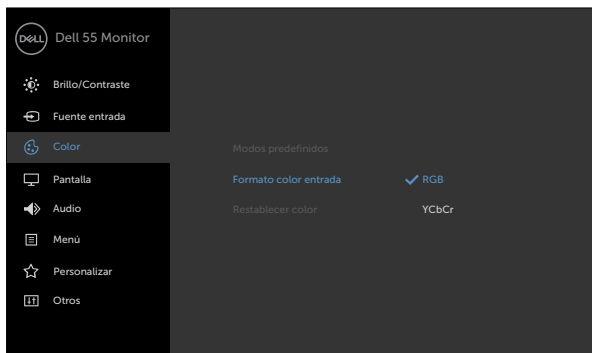 DELL Dell 55 Monitor
Brillo/Contraste
Fuente entrada
Color
Modos predefinidos
Pantalla
Formato color entrada RGB
Audio
Restablecer color YCbCr
Menú
Personalizar
Otros